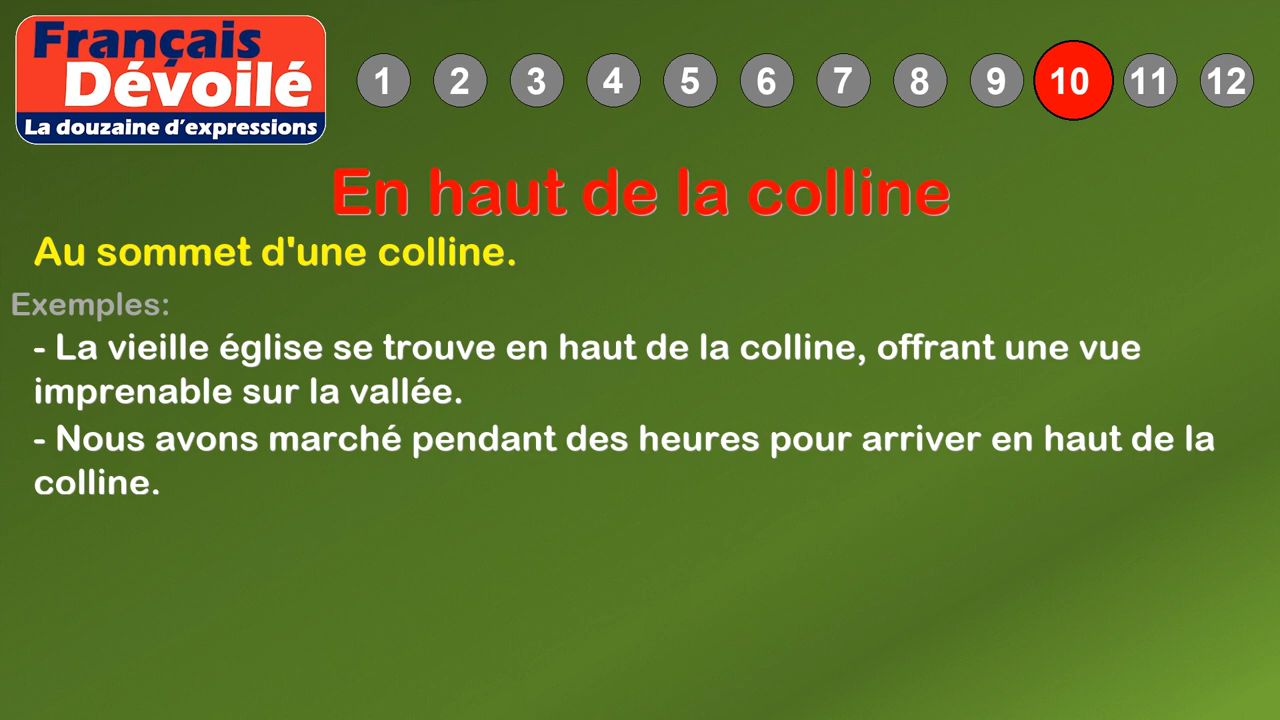 Français
Dévoilé
La douzaine d'expressions
1 2 3 4 5 6 7 8 9 10 11 12
En haut de la colline
Au sommet d'une colline.
Exemples:
- La vieille église se trouve en haut de la colline, offrant une vue
imprenable sur la vallée.
- Nous avons marché pendant des heures pour arriver en haut de la
colline.